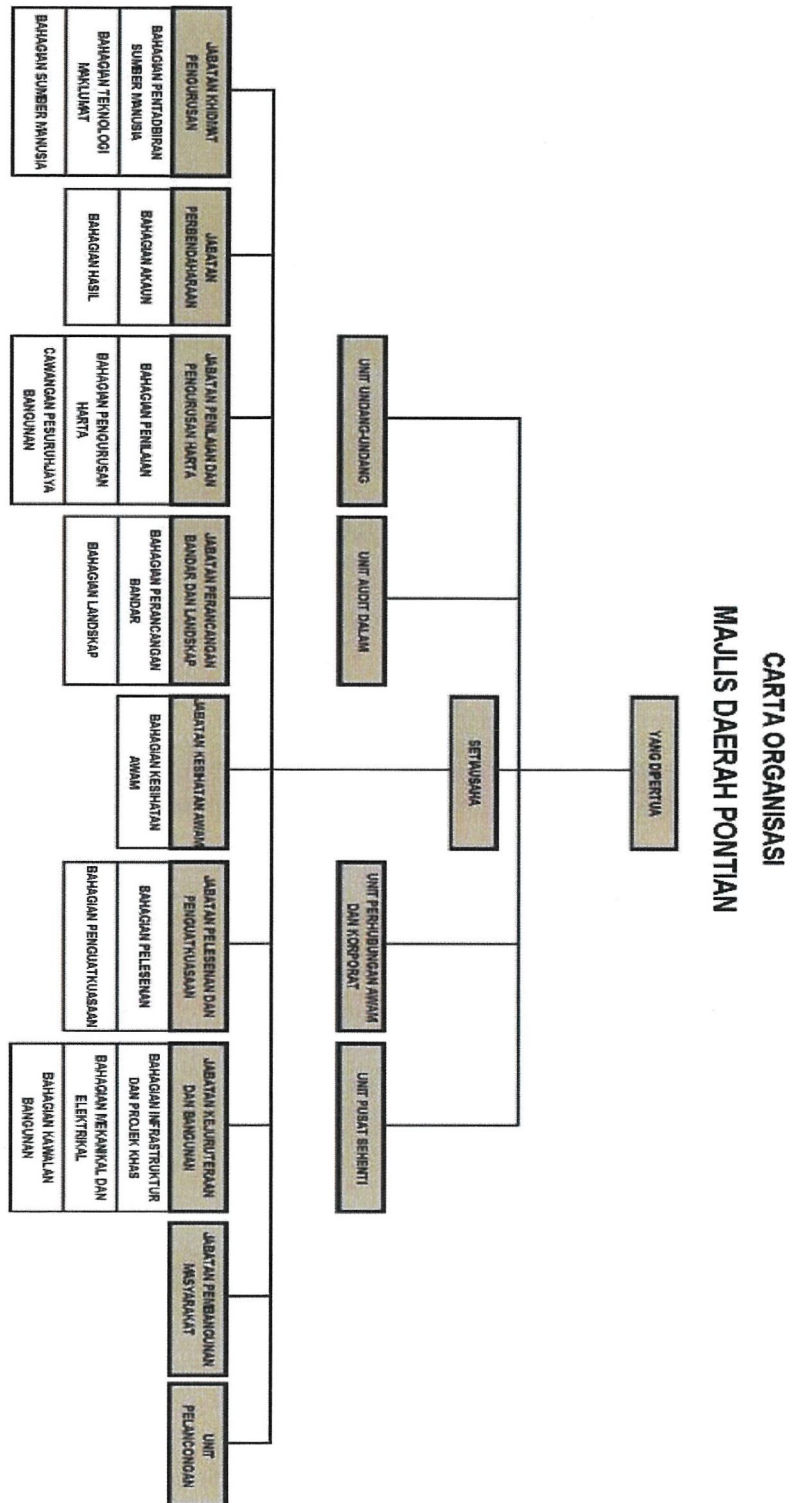 CARTA ORGANISASI
MAJLIS DAERAH PONTIAN
YANG DIPERTUA
SETIAUSAHA
UNIT UNDANG-UNDANG
UNIT AUDIT DALAM
UNIT PERHUBUNGAN AWAM
DAN KORPORAT
UNIT PUSAT SEHENTI
JABATAN KHIDMAT
PENGURUSAN
BAHAGIAN PENTADBIRAN
SUMBER MANUSIA
BAHAGIAN TEKNOLOGI
MAKLUMAT
BAHAGIAN SUMBER MANUSIA
JABATAN
PERBENDAHARAAN
BAHAGIAN AKAUN
BAHAGIAN HASIL
JABATAN PENILAIAN DAN
PENGURUSAN HARTA
BAHAGIAN PENILAIAN
BAHAGIAN PENGURUSAN
HARTA
CAWANGAN PESURUHJAYA
BANGUNAN
JABATAN PERANCANGAN
BANDAR DAN LANDSKAP
BAHAGIAN PERANCANGAN
BANDAR
BAHAGIAN LANDSKAP
JABATAN KESIHATAN AWAM
BAHAGIAN KESIHATAN
AWAM
JABATAN PELESENAN DAN
PENGUATKUASAAN
BAHAGIAN PELESENAN
BAHAGIAN PENGUATKUASAAN
JABATAN KEJURUTERAAN
DAN BANGUNAN
BAHAGIAN INFRASTRUKTUR
DAN PROJEK KHAS
BAHAGIAN MEKANIKAL DAN
ELEKTRIKAL
BAHAGIAN KAWALAN
BANGUNAN
JABATAN PEMBANGUNAN
MASYARAKAT
UNIT
PELANCONGAN